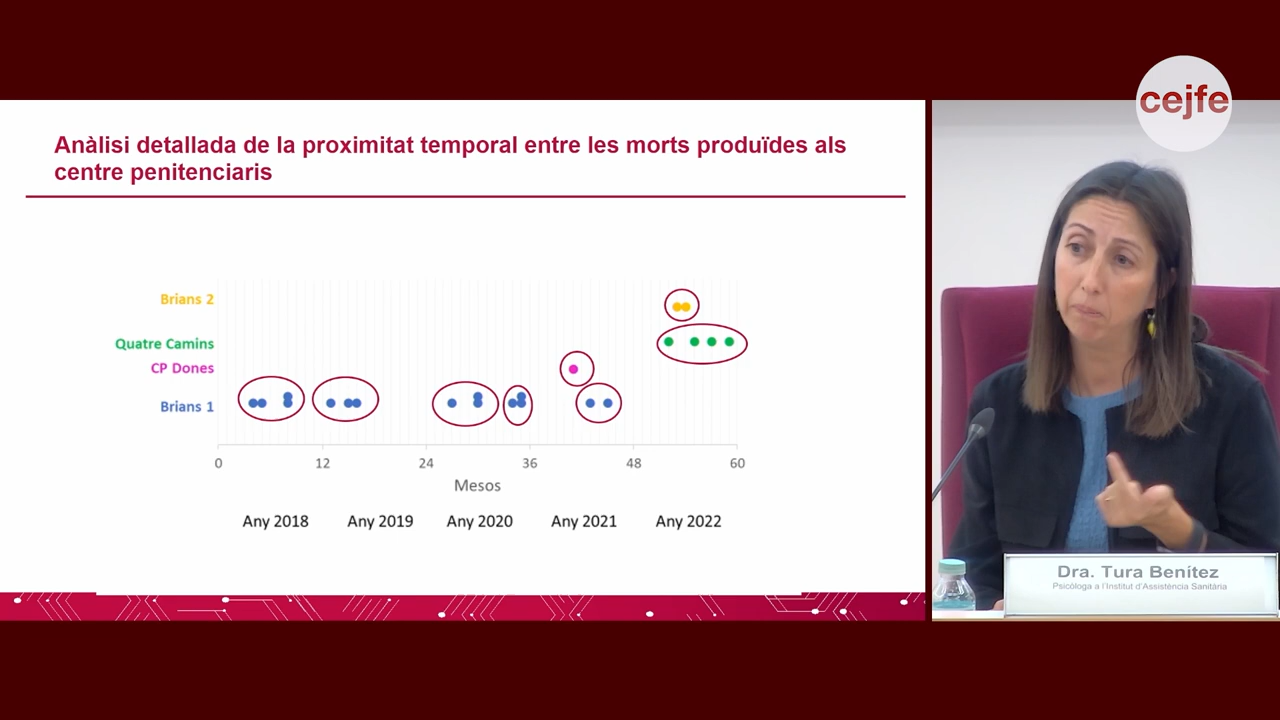 cejfe
Anàlisi detallada de la proximitat temporal entre les morts produïdes als
centre penitenciaris
Brians 2
Quatre Camins
CP Dones
Brians 1
0 12 24 36 48 60
Mesos
Any 2018 Any 2019 Any 2020 Any 2021 Any 2022
Dra. Tura Benítez
Psicòloga a l'Institut d'Assistència Sanitària